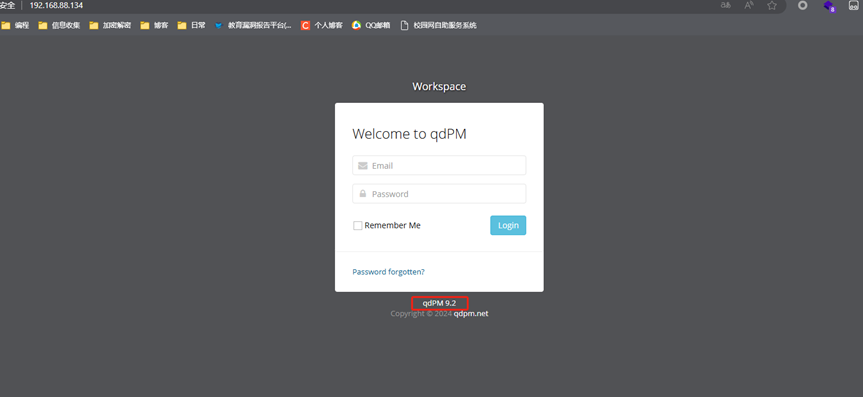 安全 192.168.88.134
编程 信息收集 加密解密 博客 日常 教育漏洞报告平台(... 个人博客 QQ邮箱 校园网自助服务系统
Workspace
Welcome to qdPM
Email
Password
Remember Me Login
Password forgotten?
qdPM 9.2
Copyright © 2024 qdpm.net